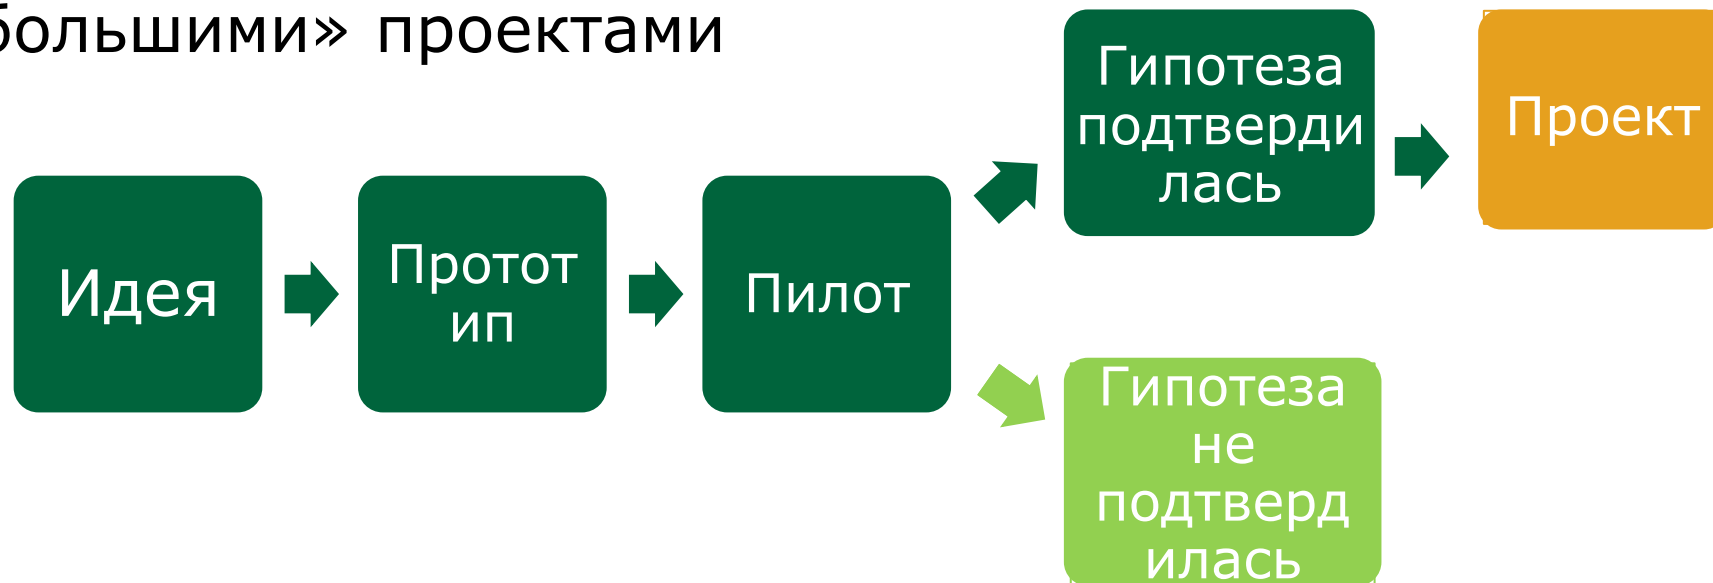 большими» проектами
Идея
Протот
ип
Пилот
Гипотеза
подтверди
лась
Проект
Гипотеза
не
подтверд
илась